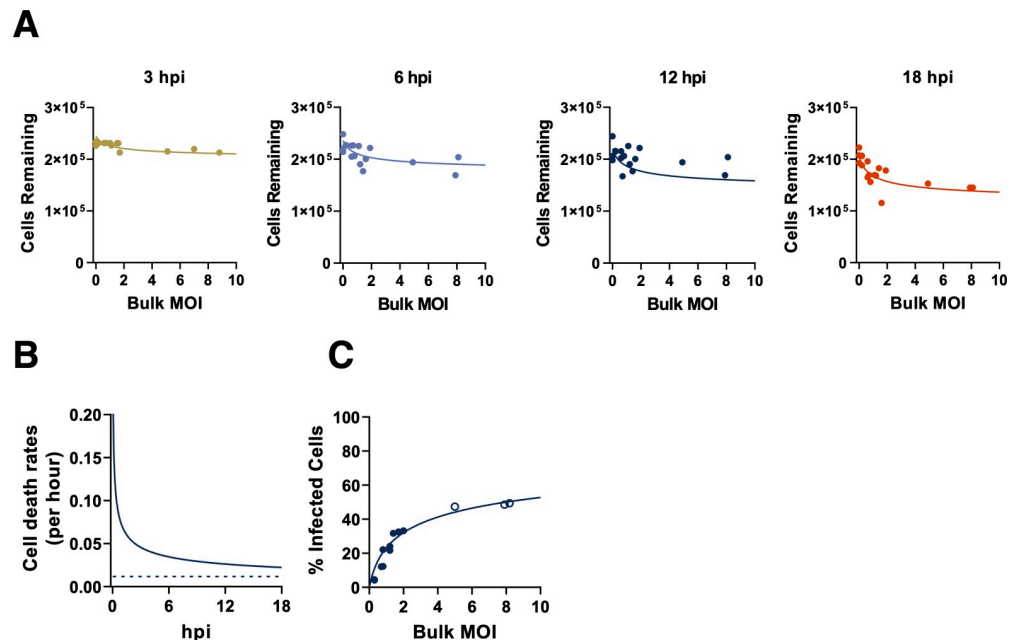 A
3 hpi
6 hpi
12 hpi
18 hpi
Cells Remaining
3×10⁵
2×10⁵
1×10⁵
0
0 2 4 6 8 10
Bulk MOI
Cells Remaining
3×10⁵
2×10⁵
1×10⁵
0
0 2 4 6 8 10
Bulk MOI
Cells Remaining
3×10⁵
2×10⁵
1×10⁵
0
0 2 4 6 8 10
Bulk MOI
Cells Remaining
3×10⁵
2×10⁵
1×10⁵
0
0 2 4 6 8 10
Bulk MOI
B
Cell death rates
(per hour)
0.20
0.15
0.10
0.05
0.00
0 6 12 18
hpi
C
% Infected Cells
100
80
60
40
20
0
0 2 4 6 8 10
Bulk MOI